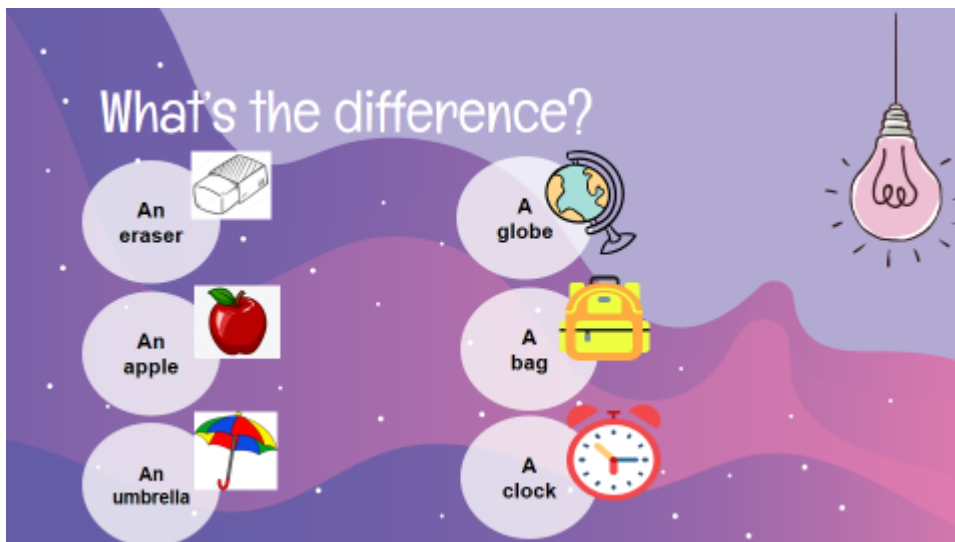 What's the difference?
An
eraser
A
globe
An
apple
A
bag
An
umbrella
A
clock